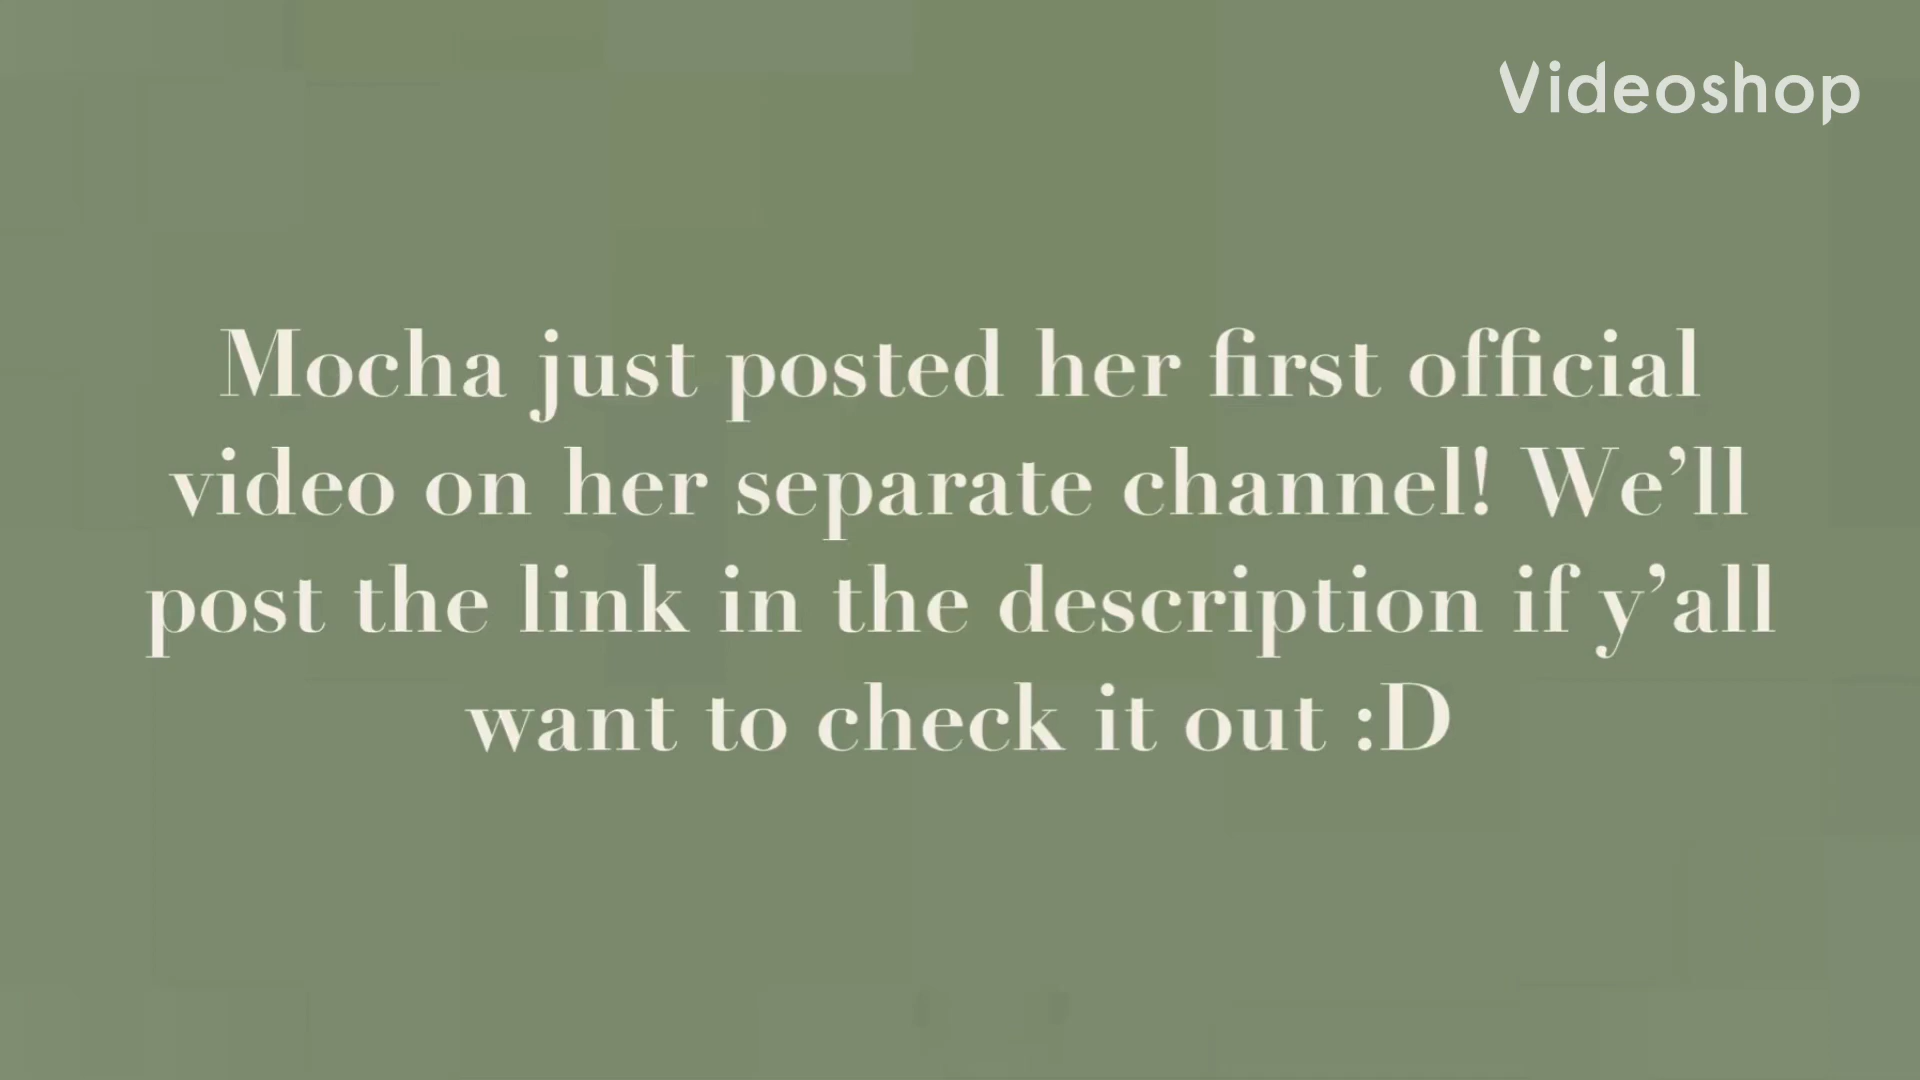 Videoshop
Mocha just posted her first official
video on her separate channel! We’ll
post the link in the description if y’all
want to check it out :D